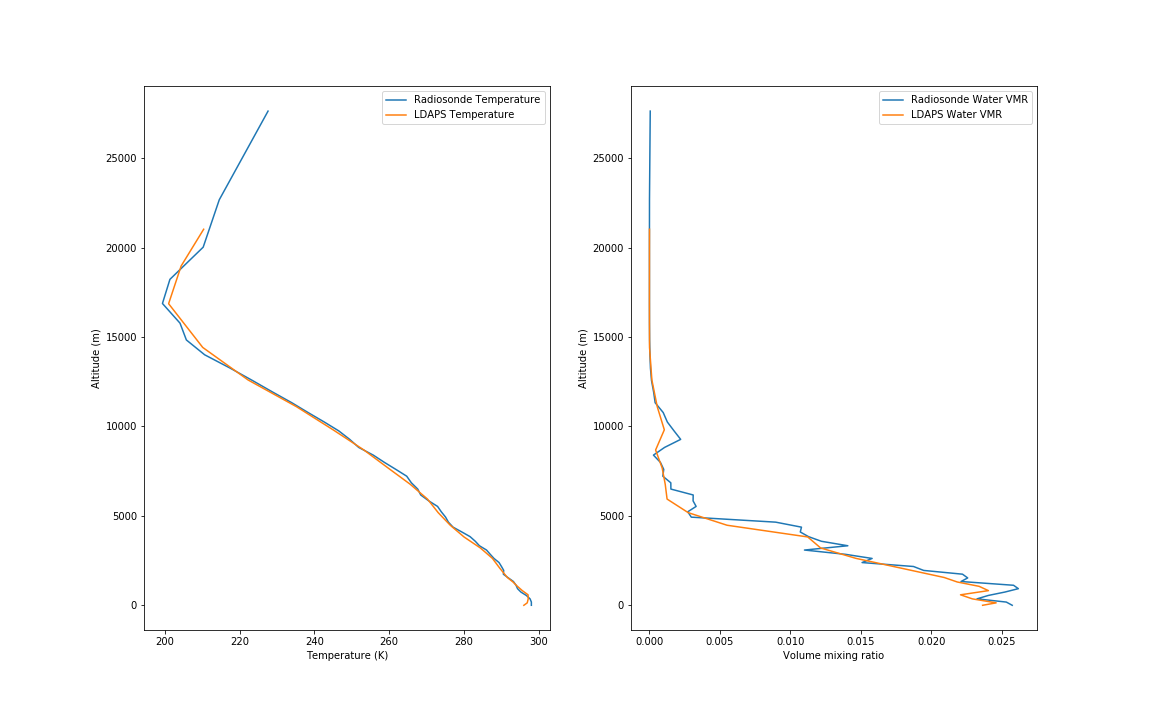 Radiosonde Temperature
LDAPS Temperature
25000
20000
15000
10000
5000
0
Altitude (m)
200 220 240 260 280 300
Temperature (K)
Radiosonde Water VMR
LDAPS Water VMR
25000
20000
15000
10000
5000
0
Altitude (m)
0.000 0.005 0.010 0.015 0.020 0.025
Volume mixing ratio